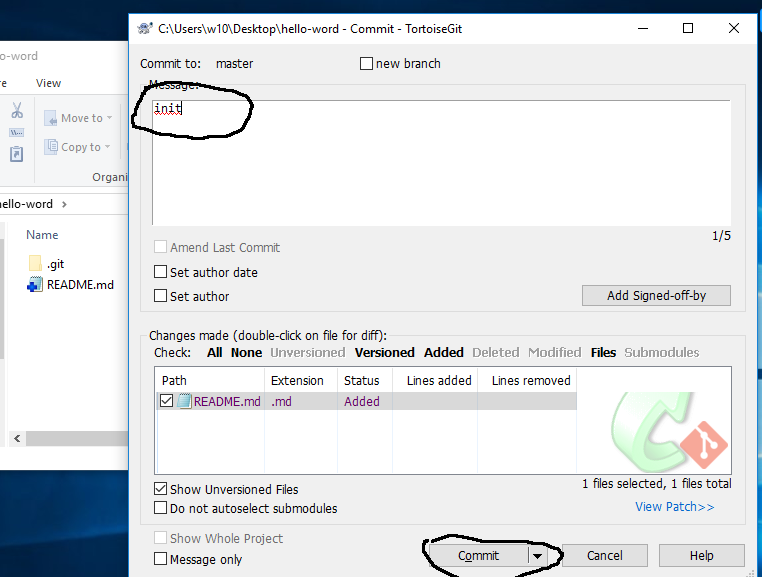 C:\Users\w10\Desktop\hello-word - Commit - TortoiseGit
o-word
Commit to: master new branch
re View
Message:
init
Move to
Copy to
Organi
hello-word >
1/5
Name
Amend Last Commit
.git
Set author date
README.md
Set author
Add Signed-off-by
Changes made (double-click on file for diff):
Check: All None Unversioned Versioned Added Deleted Modified Files Submodules
Path Extension Status Lines added Lines removed
README.md .md Added
1 files selected, 1 files total
Show Unversioned Files
View Patch>>
Do not autoselect submodules
Show Whole Project
Message only
Commit Cancel Help